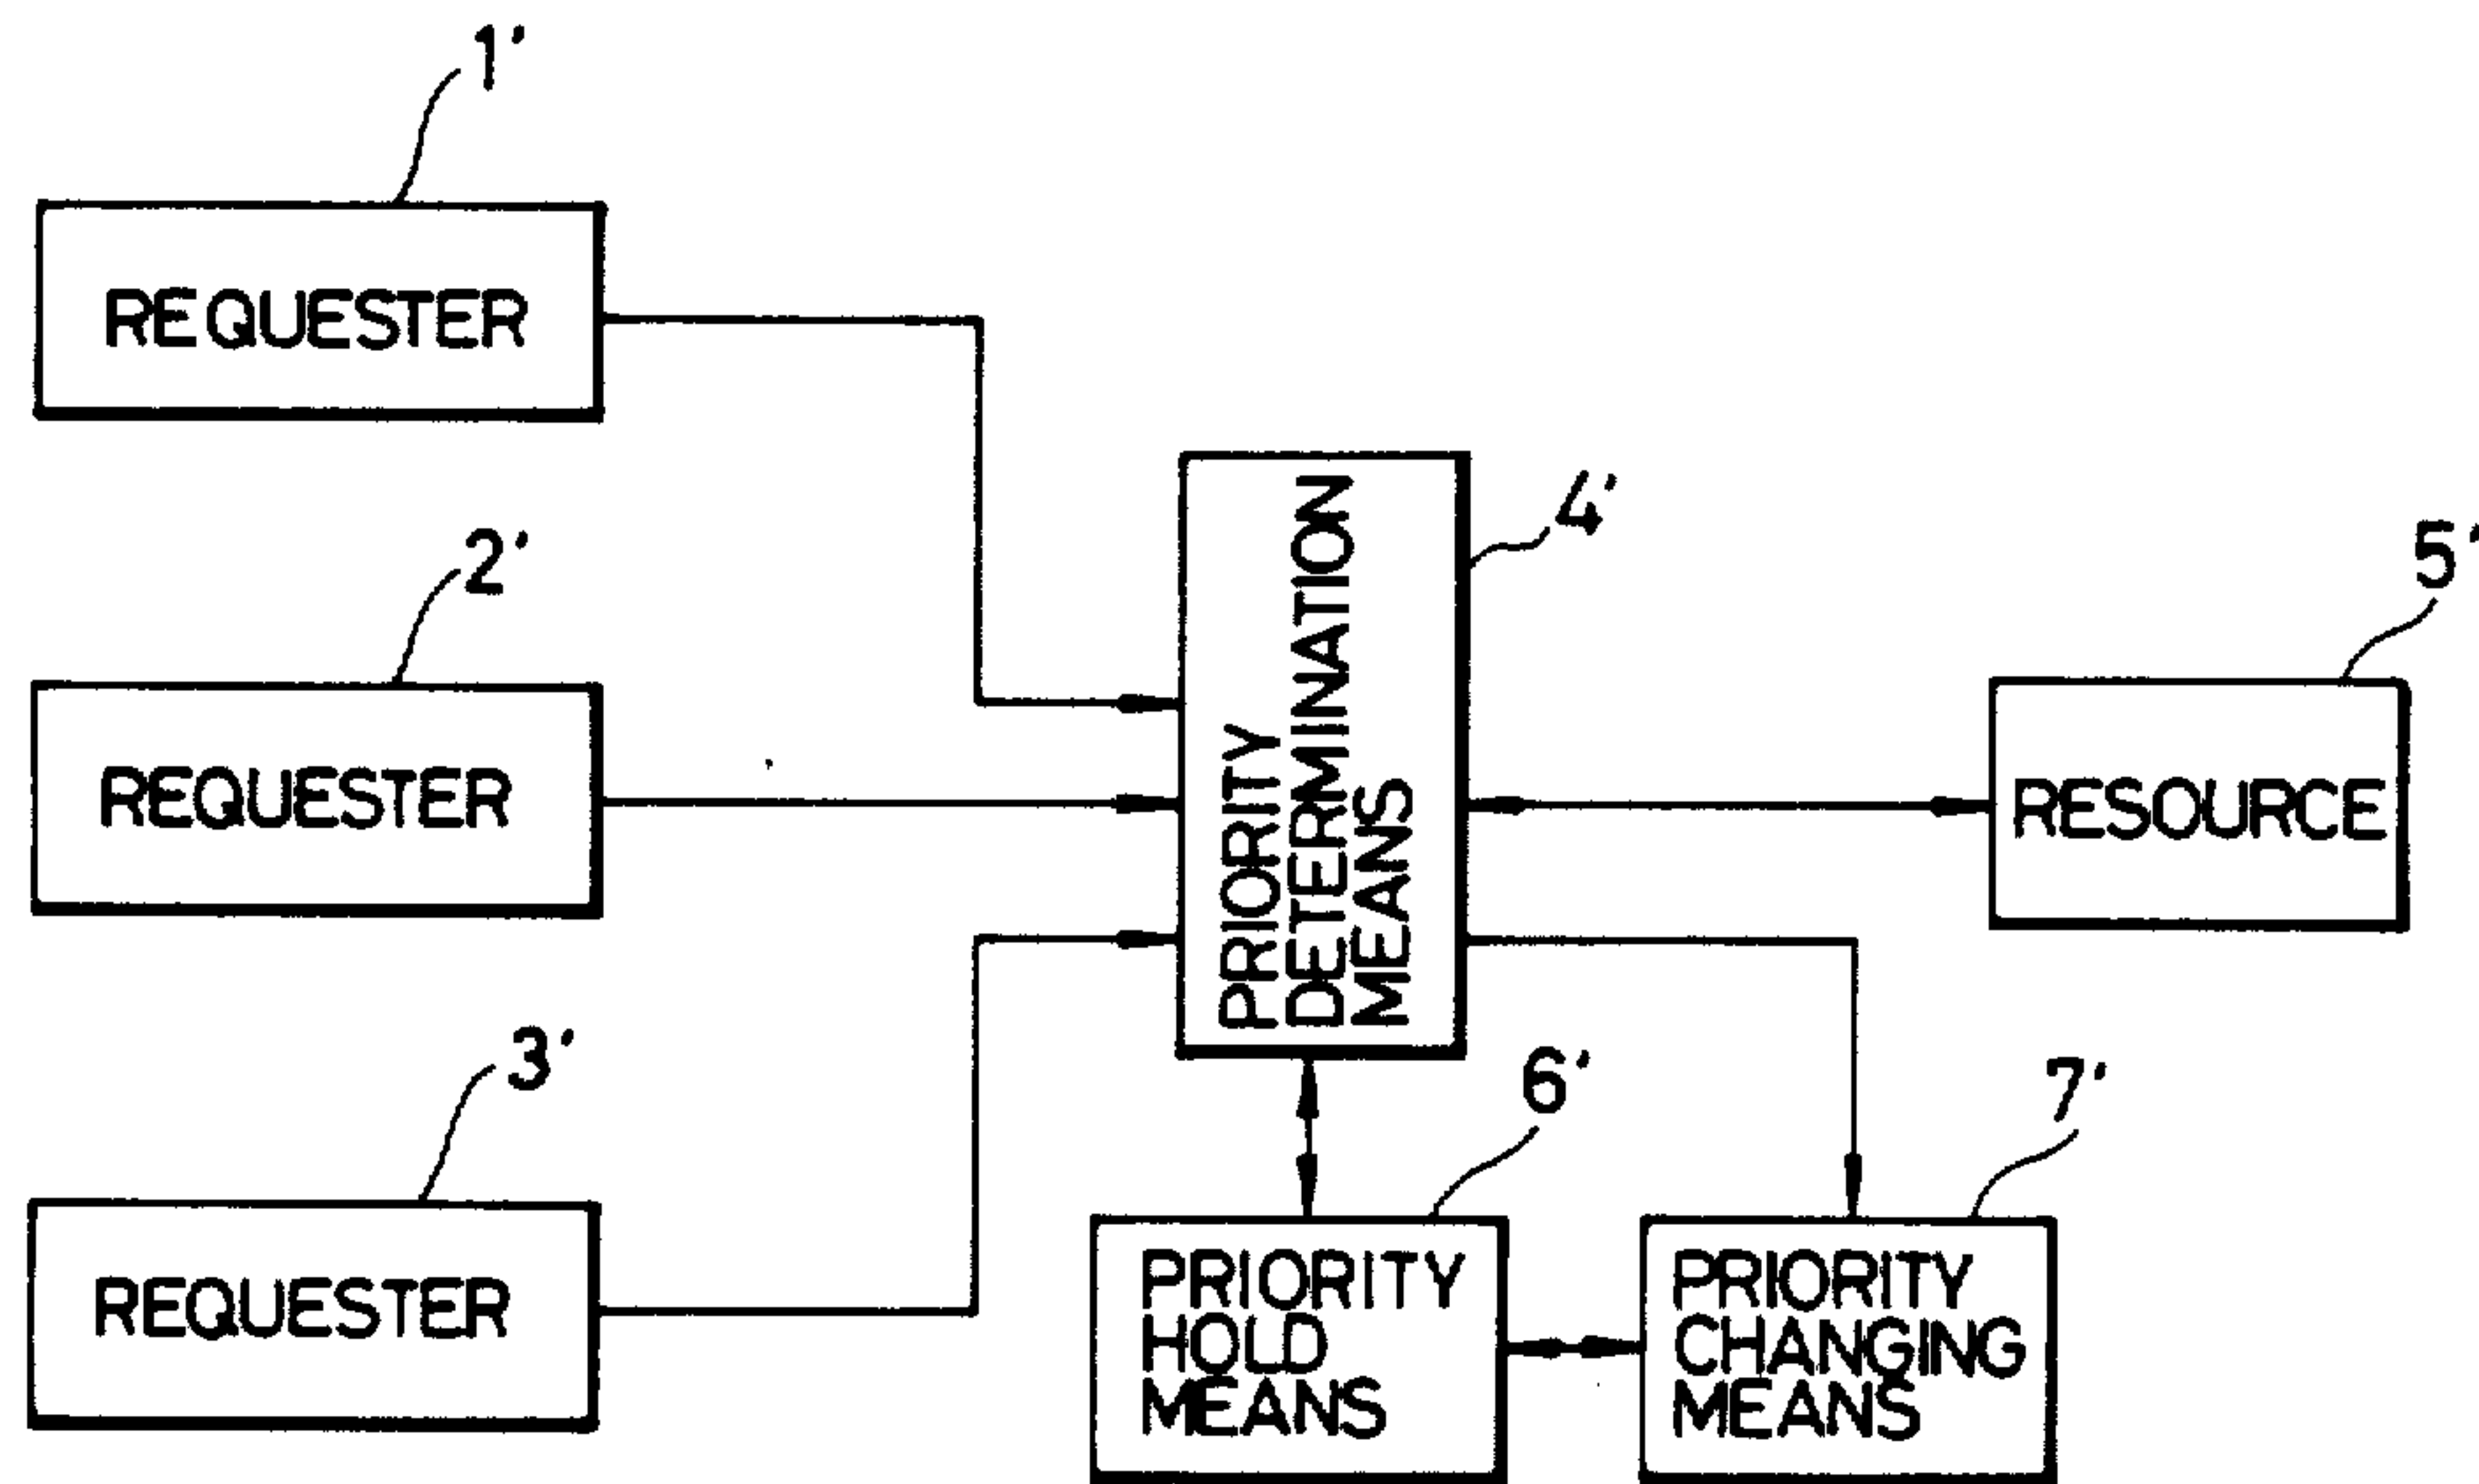 1'
REQUESTER
2'
REQUESTER
3'
REQUESTER
4'
PRIORITY
DETERMINATION
MEANS
5'
RESOURCE
6'
PRIORITY
HOLD
MEANS
7'
PRIORITY
CHANGING
MEANS